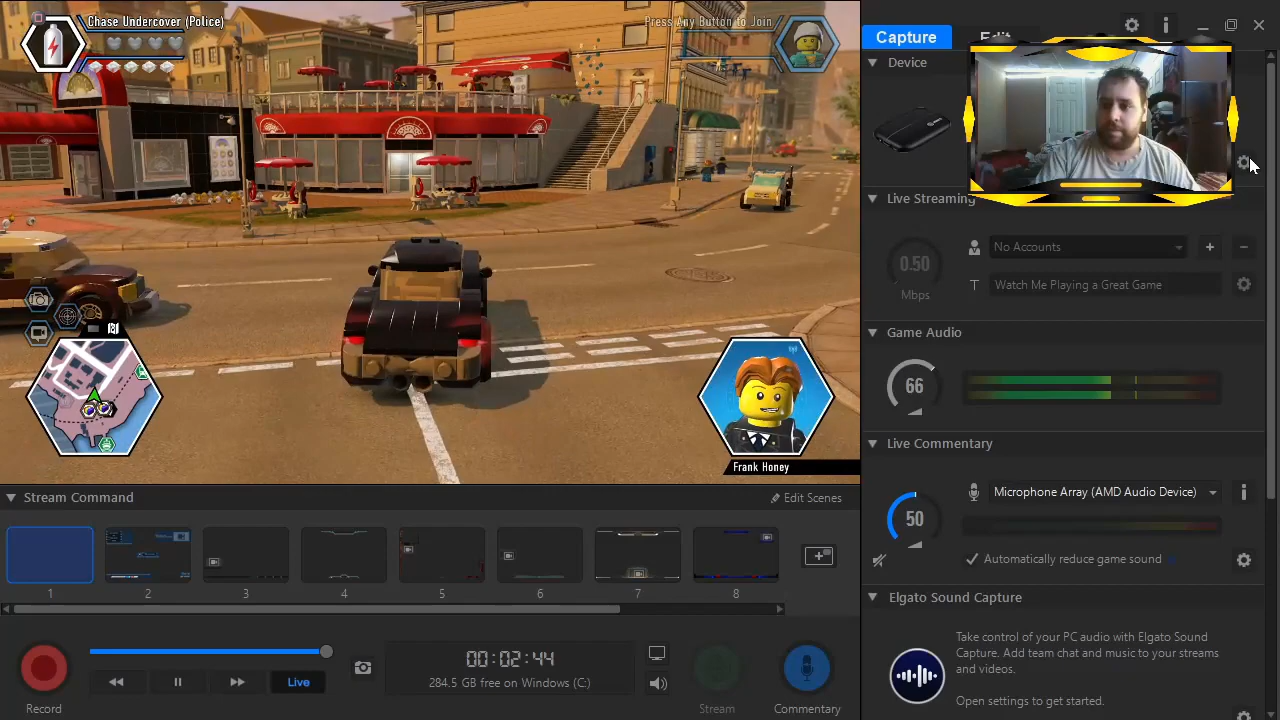 Chase Undercover (Police)
Press Any Button to Join
Frank Honey
Capture
Edit
Device
Live Streaming
0.50
Mbps
No Accounts
Watch Me Playing a Great Game
Game Audio
66
Live Commentary
50
Microphone Array (AMD Audio Device)
Automatically reduce game sound
Elgato Sound Capture
Take control of your PC audio with Elgato Sound
Capture. Add team chat and music to your streams
and videos.
Open settings to get started.
Stream Command
Edit Scenes
1
2
3
4
5
6
7
8
Live
00:02:44
284.5 GB free on Windows (C:)
Record
Stream
Commentary